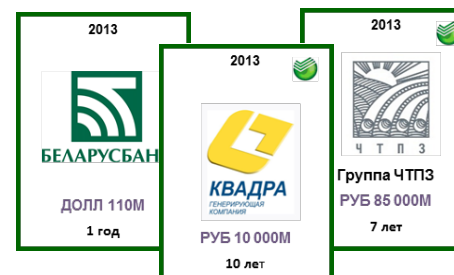 2013
БЕЛАРУСБАН
ДОЛЛ 110М
1 год
2013
КВАДРА
ГЕНЕРИРУЮЩАЯ
КОМПАНИЯ
РУБ 10 000М
10 лет
2013
ЧТПЗ
Группа ЧТПЗ
РУБ 85 000М
7 лет